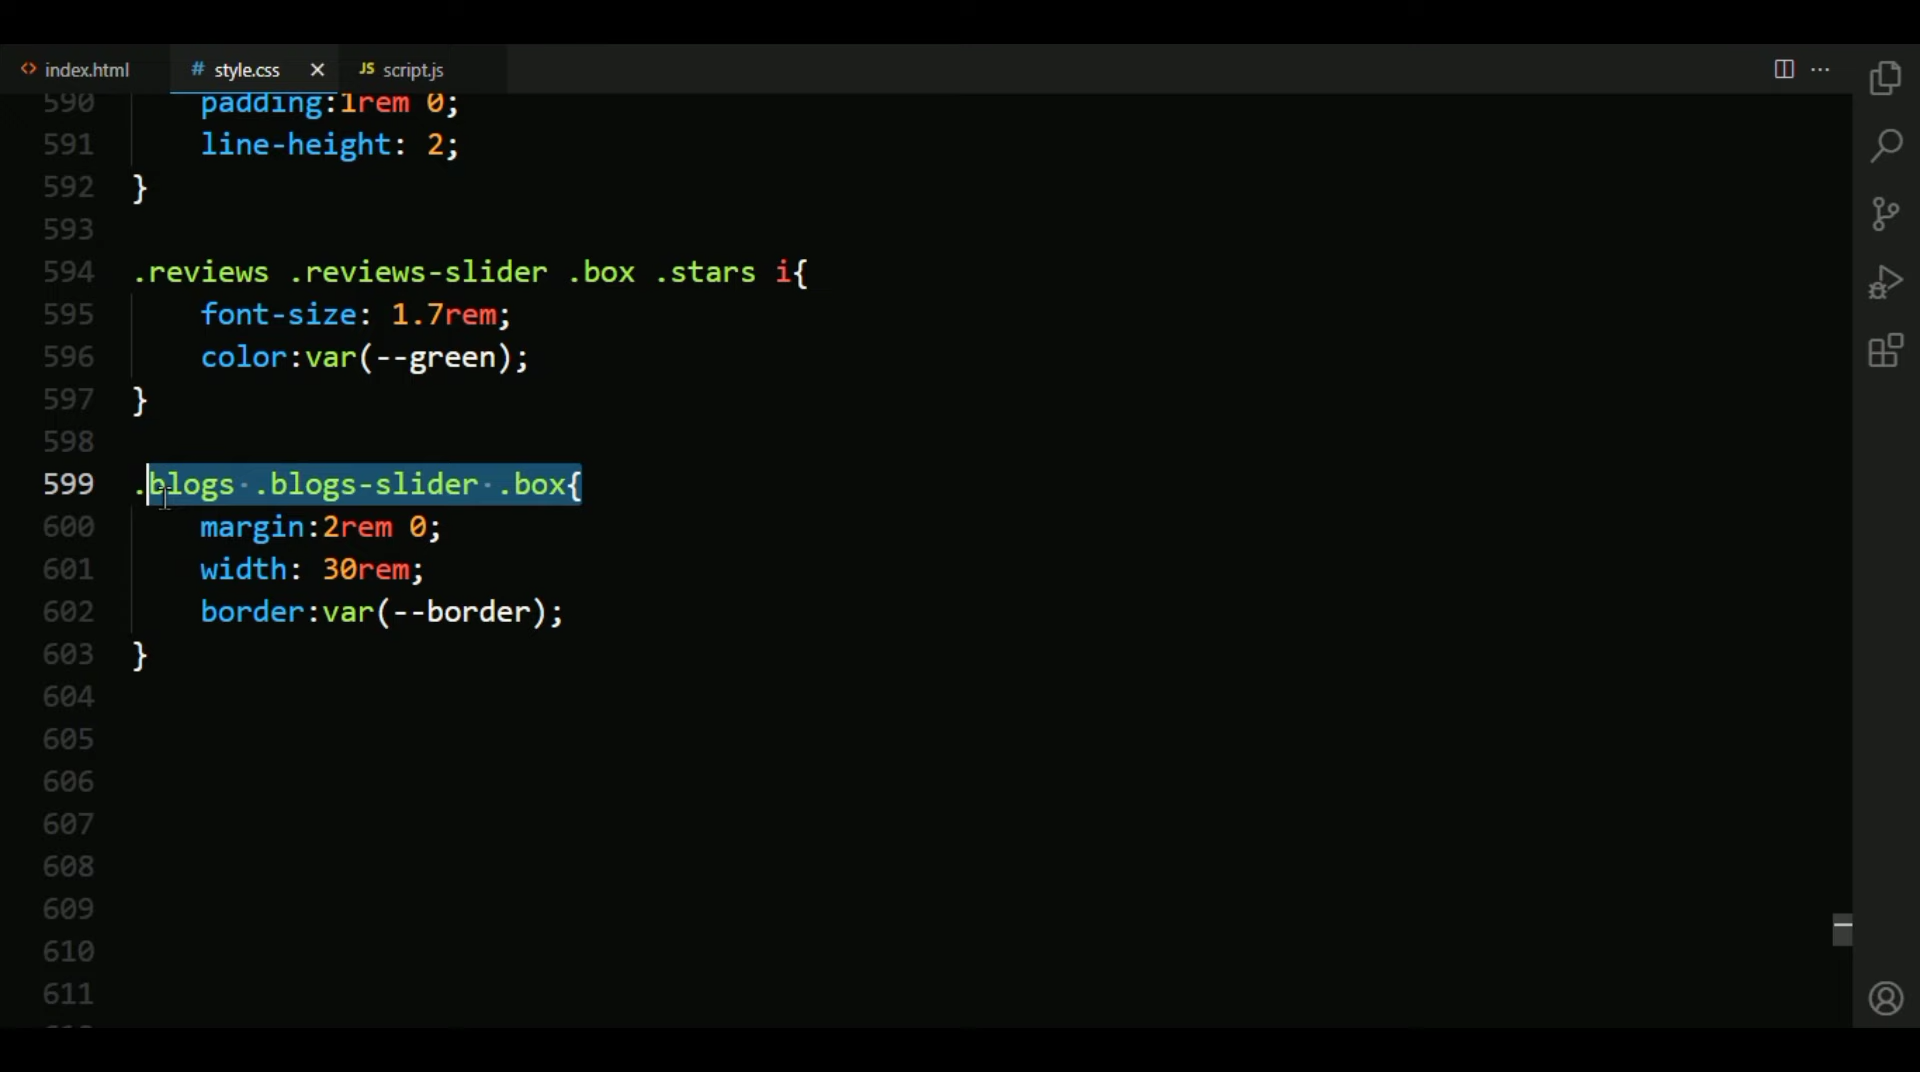 index.html
style.css
JS script.js
590 padding:1rem 0;
591 line-height: 2;
592 }
593
594 .reviews .reviews-slider .box .stars i{
595 font-size: 1.7rem;
596 color:var(--green);
597 }
598
599 .blogs .blogs-slider .box{
600 margin:2rem 0;
601 width: 30rem;
602 border:var(--border);
603 }
604
605
606
607
608
609
610
611